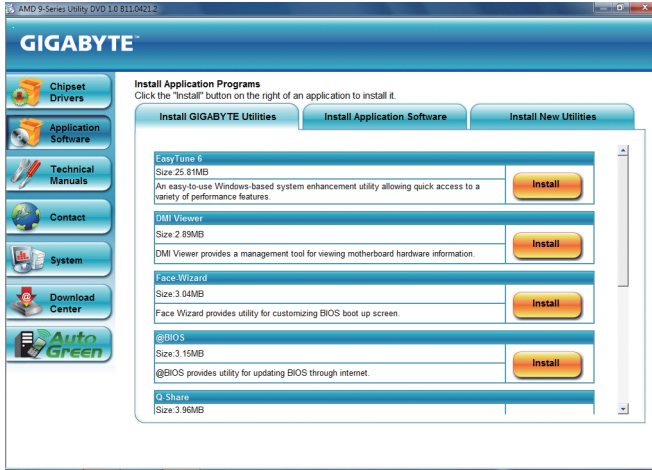 AMD 9-Series Utility DVD 1.0 B11.0421.2
GIGABYTE™
Chipset
Drivers
Application
Software
Technical
Manuals
Contact
System
Download
Center
Auto
Green
Install Application Programs
Click the "Install" button on the right of an application to install it.
Install GIGABYTE Utilities
Install Application Software
Install New Utilities
EasyTune 6
Size:25.81MB
An easy-to-use Windows-based system enhancement utility allowing quick access to a
variety of performance features.
Install
DMI Viewer
Size:2.89MB
DMI Viewer provides a management tool for viewing motherboard hardware information.
Install
Face-Wizard
Size:3.04MB
Face Wizard provides utility for customizing BIOS boot up screen.
Install
@BIOS
Size:3.15MB
@BIOS provides utility for updating BIOS through internet.
Install
Q-Share
Size:3.96MB